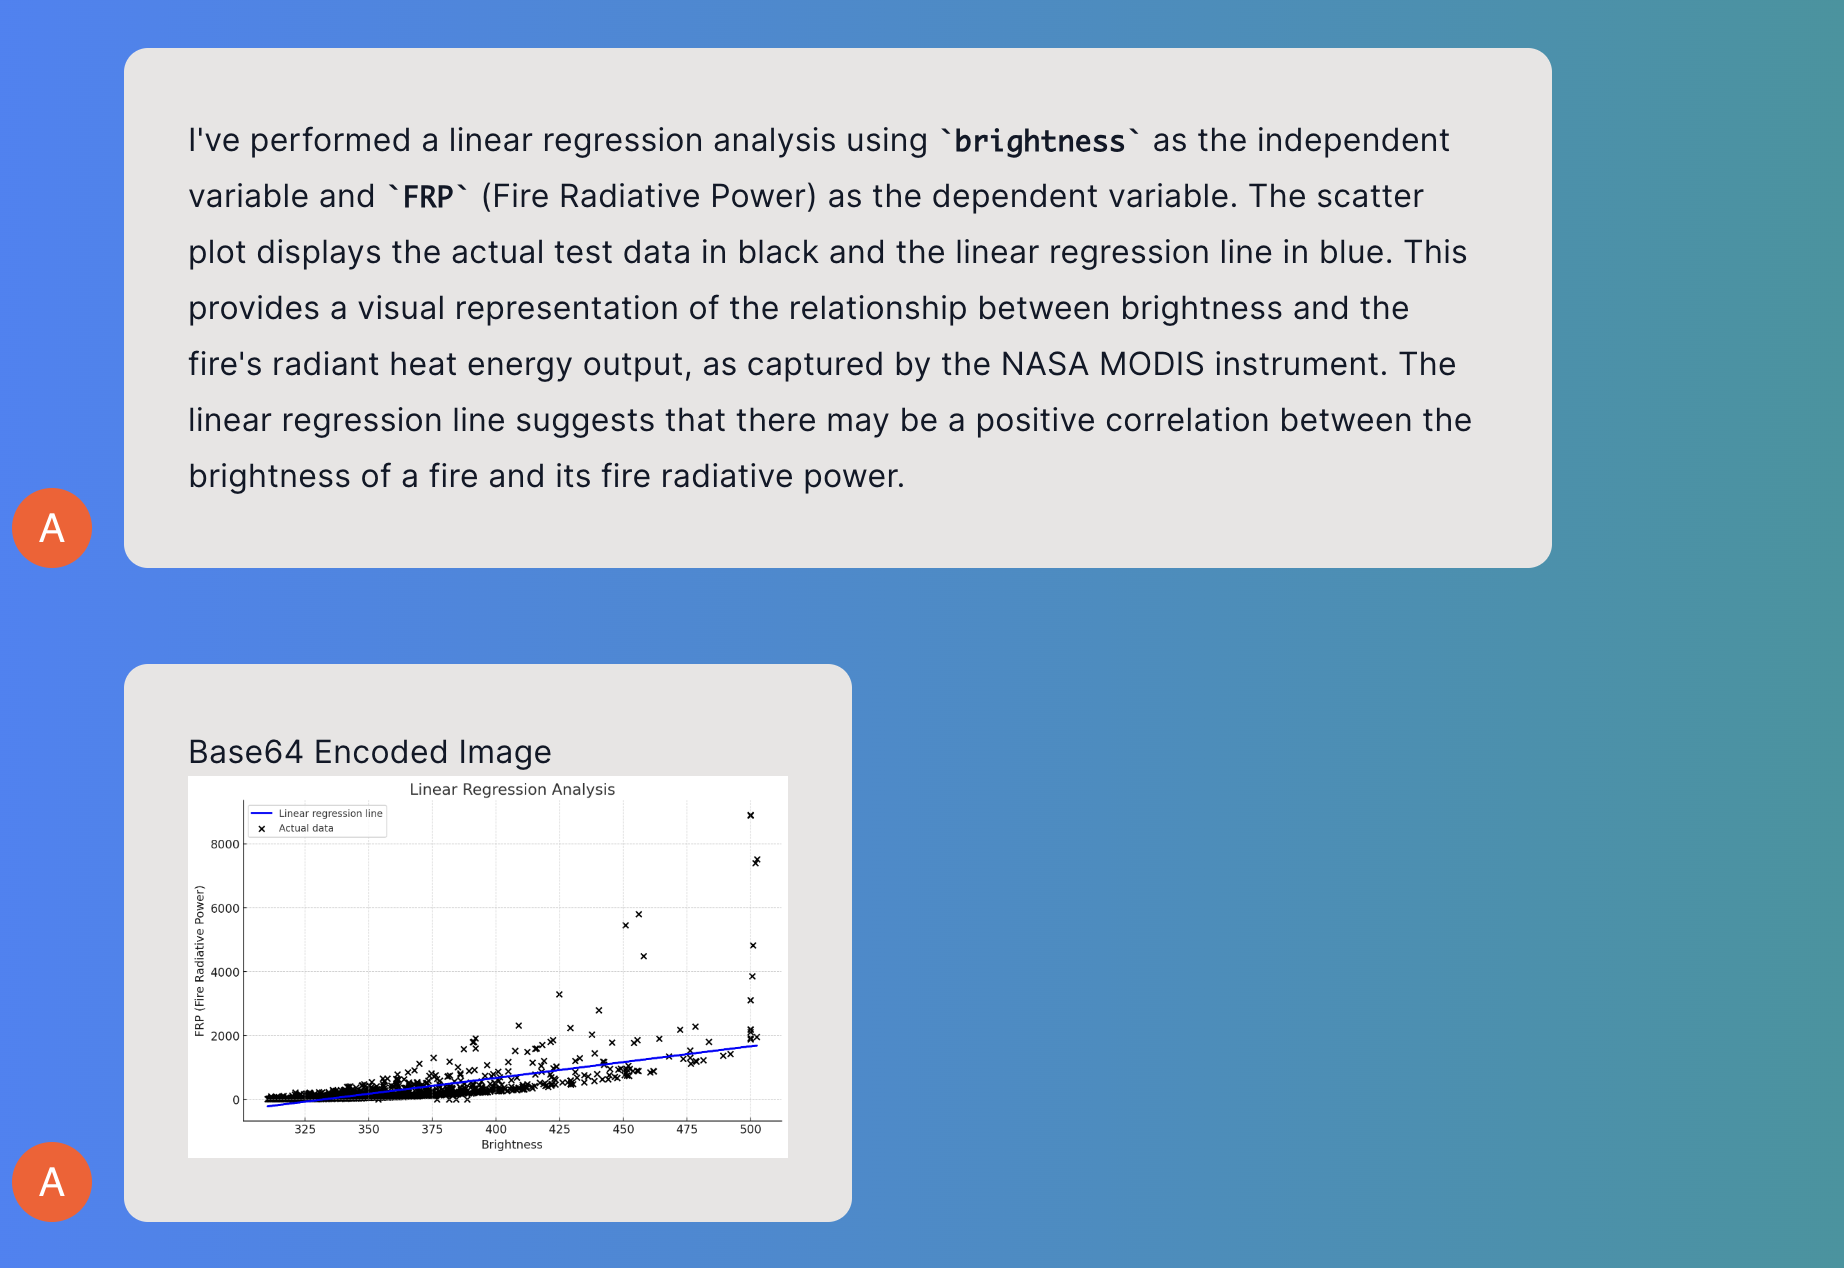 I've performed a linear regression analysis using `brightness` as the independent
variable and `FRP` (Fire Radiative Power) as the dependent variable. The scatter
plot displays the actual test data in black and the linear regression line in blue. This
provides a visual representation of the relationship between brightness and the
fire's radiant heat energy output, as captured by the NASA MODIS instrument. The
linear regression line suggests that there may be a positive correlation between the
brightness of a fire and its fire radiative power.
A
Base64 Encoded Image
Linear Regression Analysis
Linear regression line
Actual data
8000
6000
4000
2000
0
FRP (Fire Radiative Power)
325 350 375 400 425 450 475 500
Brightness
A